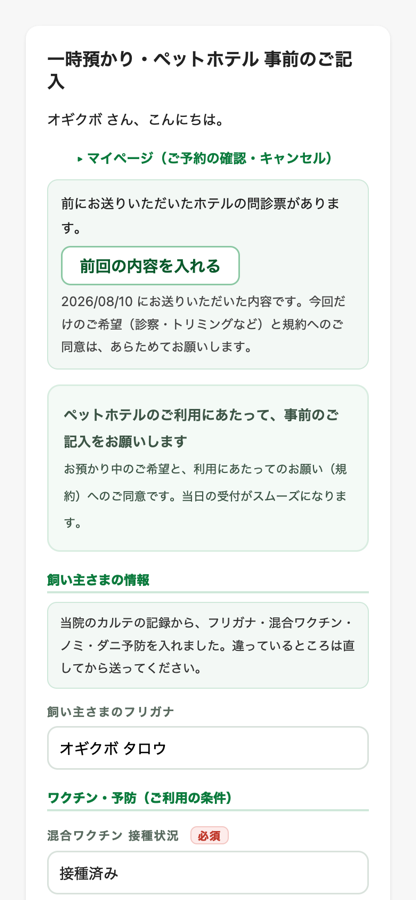 一時預かり・ペットホテル 事前のご記
入
オギクボ さん、こんにちは。
▸ マイページ（ご予約の確認・キャンセル）
前にお送りいただいたホテルの問診票がありま
す。
前回の内容を入れる
2026/08/10 にお送りいただいた内容です。今回だ
けのご希望（診察・トリミングなど）と規約へのご
同意は、あらためてお願いします。
ペットホテルのご利用にあたって、事前のご
記入をお願いします
お預かり中のご希望と、利用にあたってのお願い（規
約）へのご同意です。当日の受付がスムーズになりま
す。
飼い主さまの情報
当院のカルテの記録から、フリガナ・混合ワクチン・
ノミ・ダニ予防を入れました。違っているところは直
してから送ってください。
飼い主さまのフリガナ
オギクボ タロウ
ワクチン・予防（ご利用の条件）
混合ワクチン 接種状況 必須
接種済み